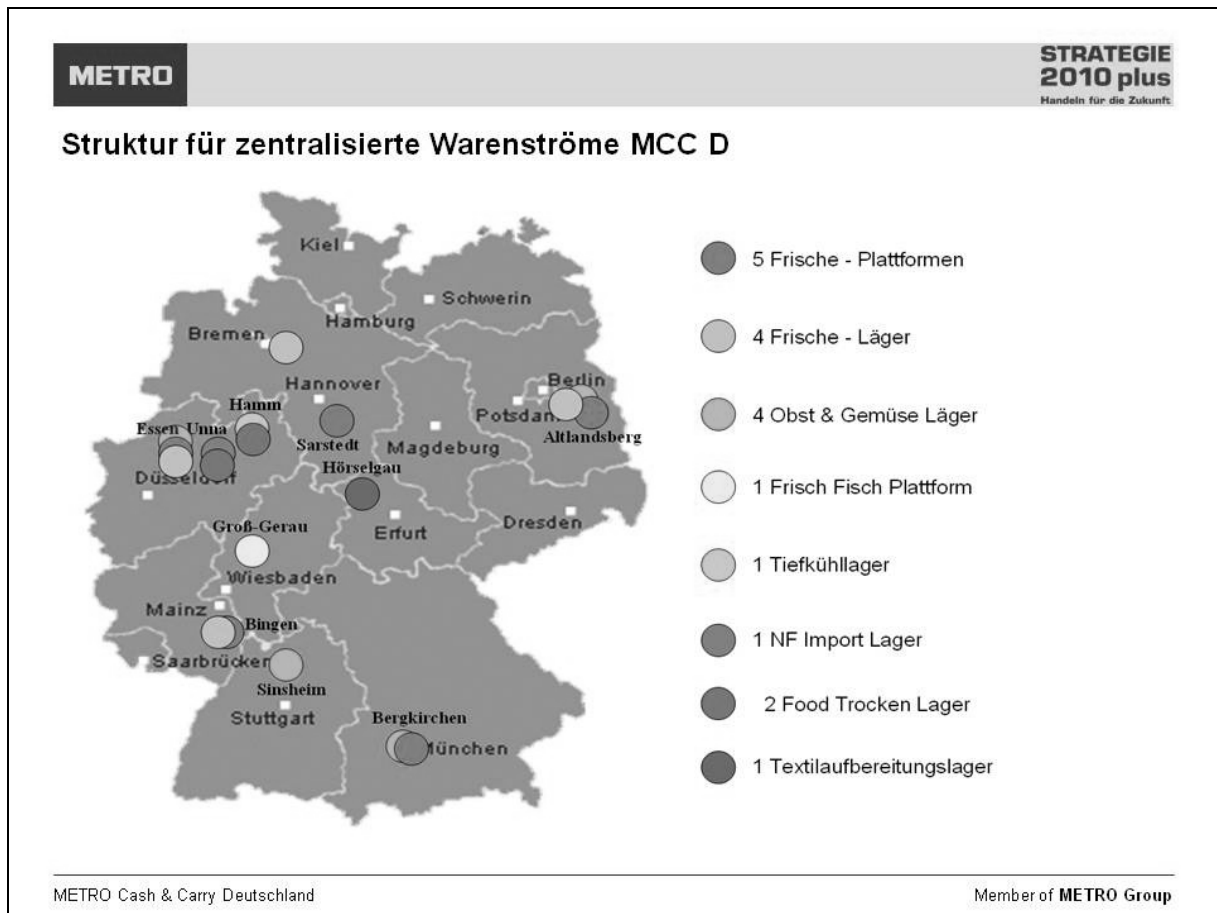 METRO
STRATEGIE
2010 plus
Handeln für die Zukunft
Struktur für zentralisierte Warenströme MCC D
Kiel
Schwerin
Hamburg
Bremen
Hannover
Berlin
Hamm
Potsdam
Essen Unna
Altlandsberg
Sarstedt
Magdeburg
Hörselgau
Düsseldorf
Groß-Gerau
Erfurt
Dresden
Wiesbaden
Mainz
Bingen
Saarbrücken
Sinsheim
Stuttgart
Bergkirchen
München
5 Frische - Plattformen
4 Frische - Läger
4 Obst & Gemüse Läger
1 Frisch Fisch Plattform
1 Tiefkühllager
1 NF Import Lager
2 Food Trocken Lager
1 Textilaufbereitungslager
METRO Cash & Carry Deutschland
Member of METRO Group